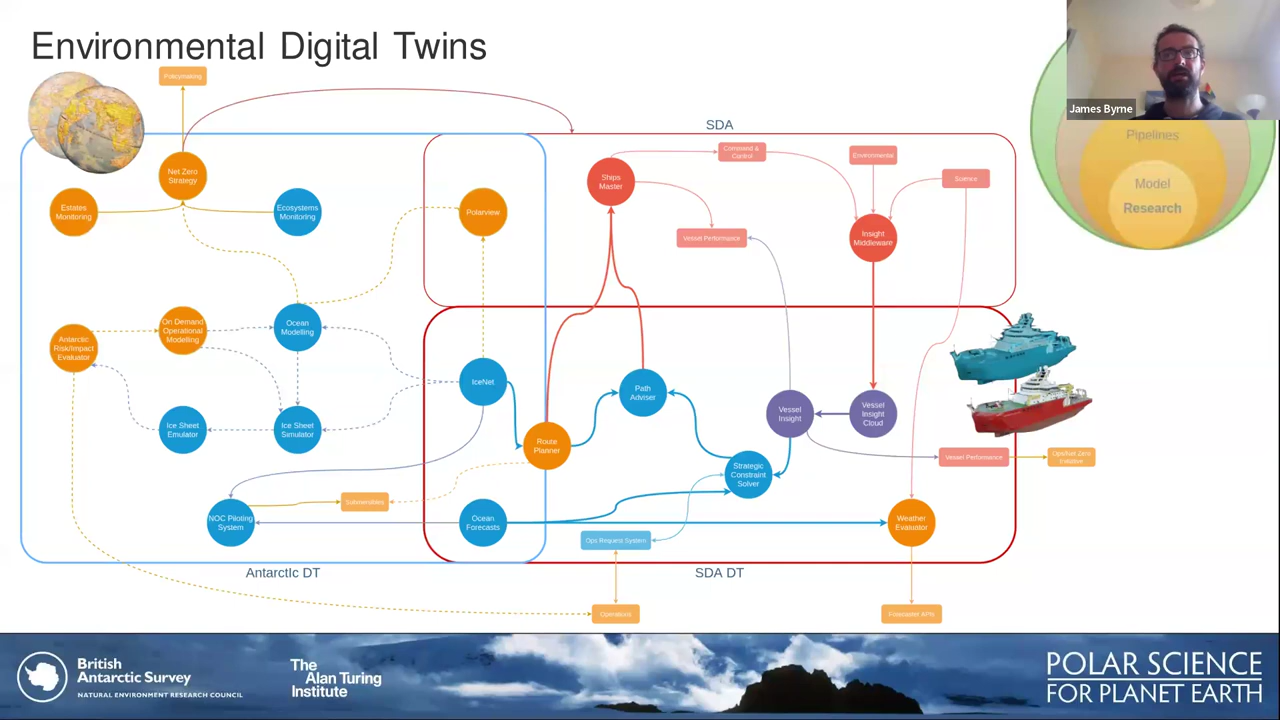 Environmental Digital Twins
James Byrne
Pipelines
Model
Research
Policymaking
SDA
Net Zero
Strategy
Estates
Monitoring
Ecosystems
Monitoring
Polarview
Ships
Master
Command &
Control
Environmental
Science
Vessel Performance
Insight
Middleware
Antarctic
Risk/Impact
Evaluator
On Demand
Operational
Modelling
Ocean
Modelling
IceNet
Path
Adviser
Vessel
Insight
Vessel
Insight
Cloud
Ice Sheet
Emulator
Ice Sheet
Simulator
Route
Planner
Strategic
Constraint
Solver
Vessel Performance
Ops/Net Zero
Initiative
NOC Piloting
System
Submersibles
Ocean
Forecasts
Ops Request System
Weather
Evaluator
Antarctic DT
SDA DT
Operations
Forecaster APIs
British
Antarctic Survey
NATURAL ENVIRONMENT RESEARCH COUNCIL
The
Alan Turing
Institute
POLAR SCIENCE
FOR PLANET EARTH